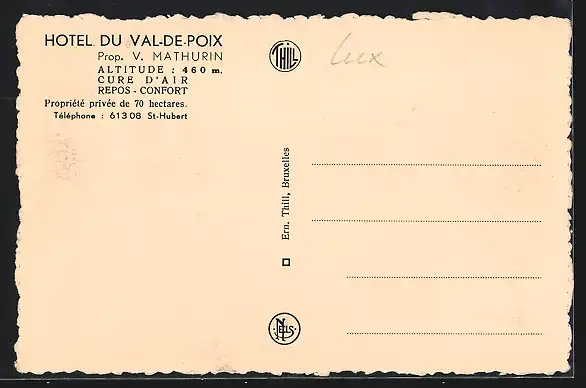 HOTEL DU VAL-DE-POIX
Prop. V. MATHURIN
ALTITUDE : 460 m.
CURE D'AIR
REPOS - CONFORT
Propriété privée de 70 hectares.
Téléphone : 61308 St-Hubert
THILL
Lux
Ern. Thill, Bruxelles
NELS